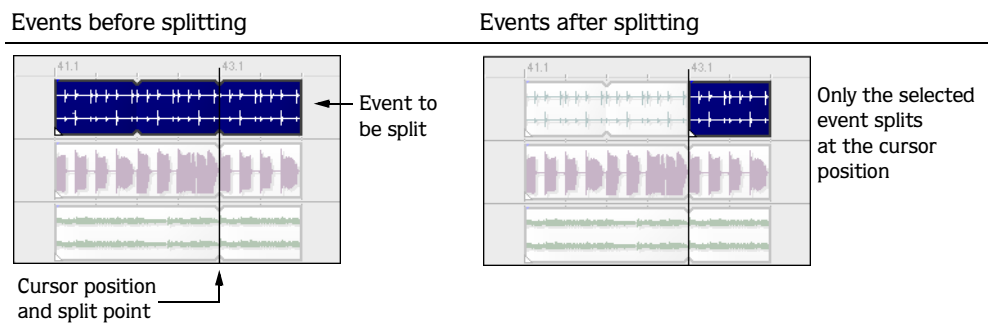 Events before splitting
Events after splitting
41.1 43.1
Event to
be split
Cursor position
and split point
41.1 43.1
Only the selected
event splits
at the cursor
position